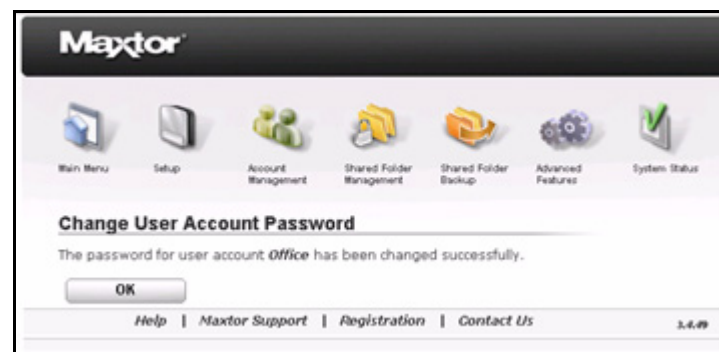 Maxtor
Main Menu
Setup
Account Management
Shared Folder Management
Shared Folder Backup
Advanced Features
System Status
Change User Account Password
The password for user account Office has been changed successfully.
OK
Help | Maxtor Support | Registration | Contact Us